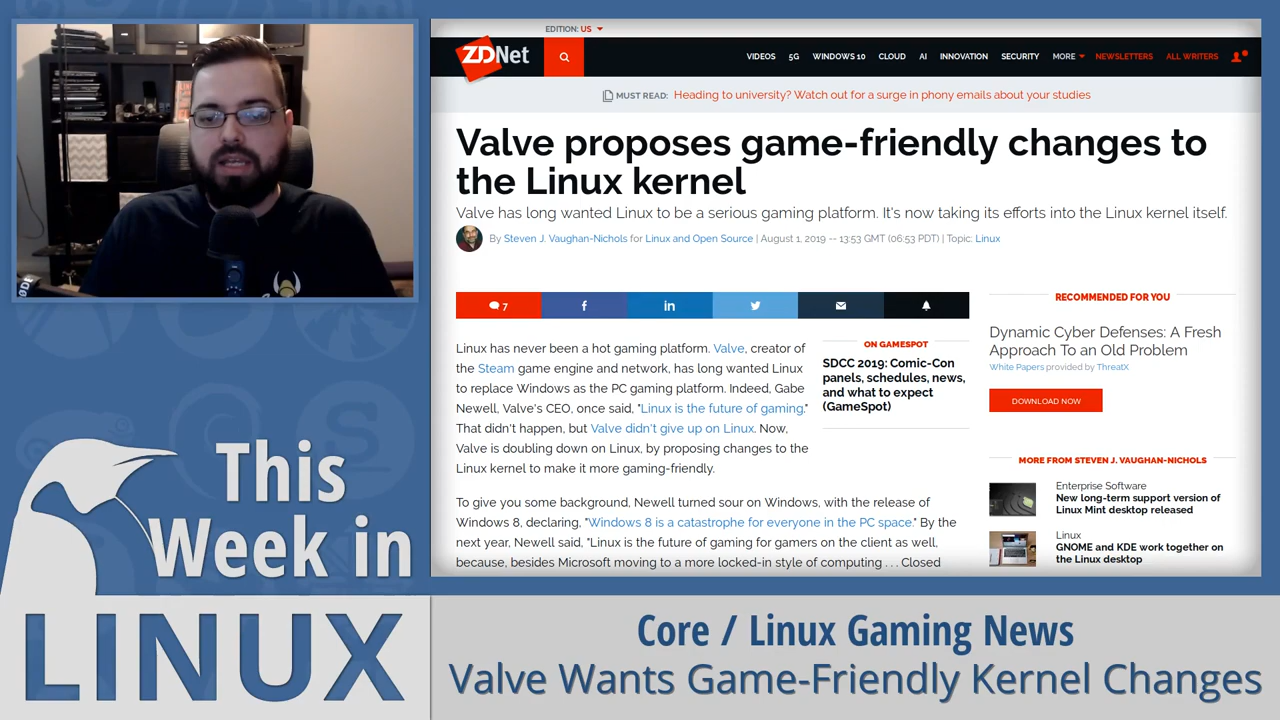 EDITION: US
ZDNet
VIDEOS 5G WINDOWS 10 CLOUD AI INNOVATION SECURITY MORE NEWSLETTERS ALL WRITERS
MUST READ: Heading to university? Watch out for a surge in phony emails about your studies
Valve proposes game-friendly changes to
the Linux kernel
Valve has long wanted Linux to be a serious gaming platform. It's now taking its efforts into the Linux kernel itself.
By Steven J. Vaughan-Nichols for Linux and Open Source | August 1, 2019 -- 13:53 GMT (06:53 PDT) | Topic: Linux
7
Linux has never been a hot gaming platform. Valve, creator of
the Steam game engine and network, has long wanted Linux
to replace Windows as the PC gaming platform. Indeed, Gabe
Newell, Valve's CEO, once said, "Linux is the future of gaming."
That didn't happen, but Valve didn't give up on Linux. Now,
Valve is doubling down on Linux, by proposing changes to the
Linux kernel to make it more gaming-friendly.
To give you some background, Newell turned sour on Windows, with the release of
Windows 8, declaring, "Windows 8 is a catastrophe for everyone in the PC space." By the
next year, Newell said, "Linux is the future of gaming for gamers on the client as well,
because, besides Microsoft moving to a more locked-in style of computing . . . Closed
ON GAMESPOT
SDCC 2019: Comic-Con
panels, schedules, news,
and what to expect
(GameSpot)
RECOMMENDED FOR YOU
Dynamic Cyber Defenses: A Fresh
Approach To an Old Problem
White Papers provided by ThreatX
DOWNLOAD NOW
MORE FROM STEVEN J. VAUGHAN-NICHOLS
Enterprise Software
New long-term support version of
Linux Mint desktop released
Linux
GNOME and KDE work together on
the Linux desktop
This
Week in
LINUX
Core / Linux Gaming News
Valve Wants Game-Friendly Kernel Changes